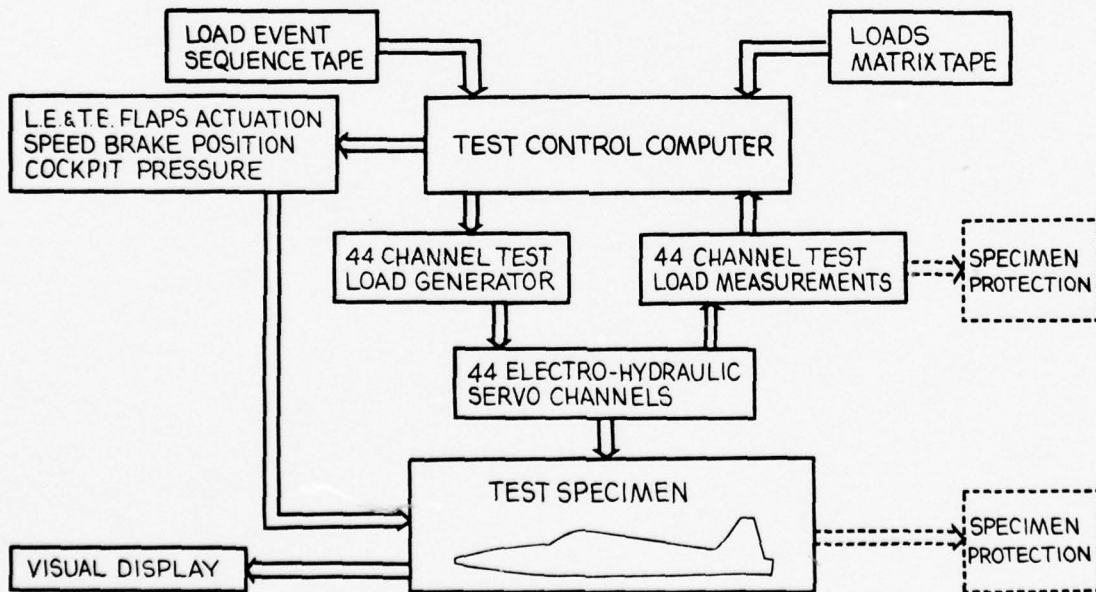 LOAD EVENT
SEQUENCE TAPE
LOADS
MATRIX TAPE
L.E.&T.E. FLAPS ACTUATION
SPEED BRAKE POSITION
COCKPIT PRESSURE
TEST CONTROL COMPUTER
44 CHANNEL TEST
LOAD GENERATOR
44 CHANNEL TEST
LOAD MEASUREMENTS
SPECIMEN
PROTECTION
44 ELECTRO-HYDRAULIC
SERVO CHANNELS
TEST SPECIMEN
SPECIMEN
PROTECTION
VISUAL DISPLAY